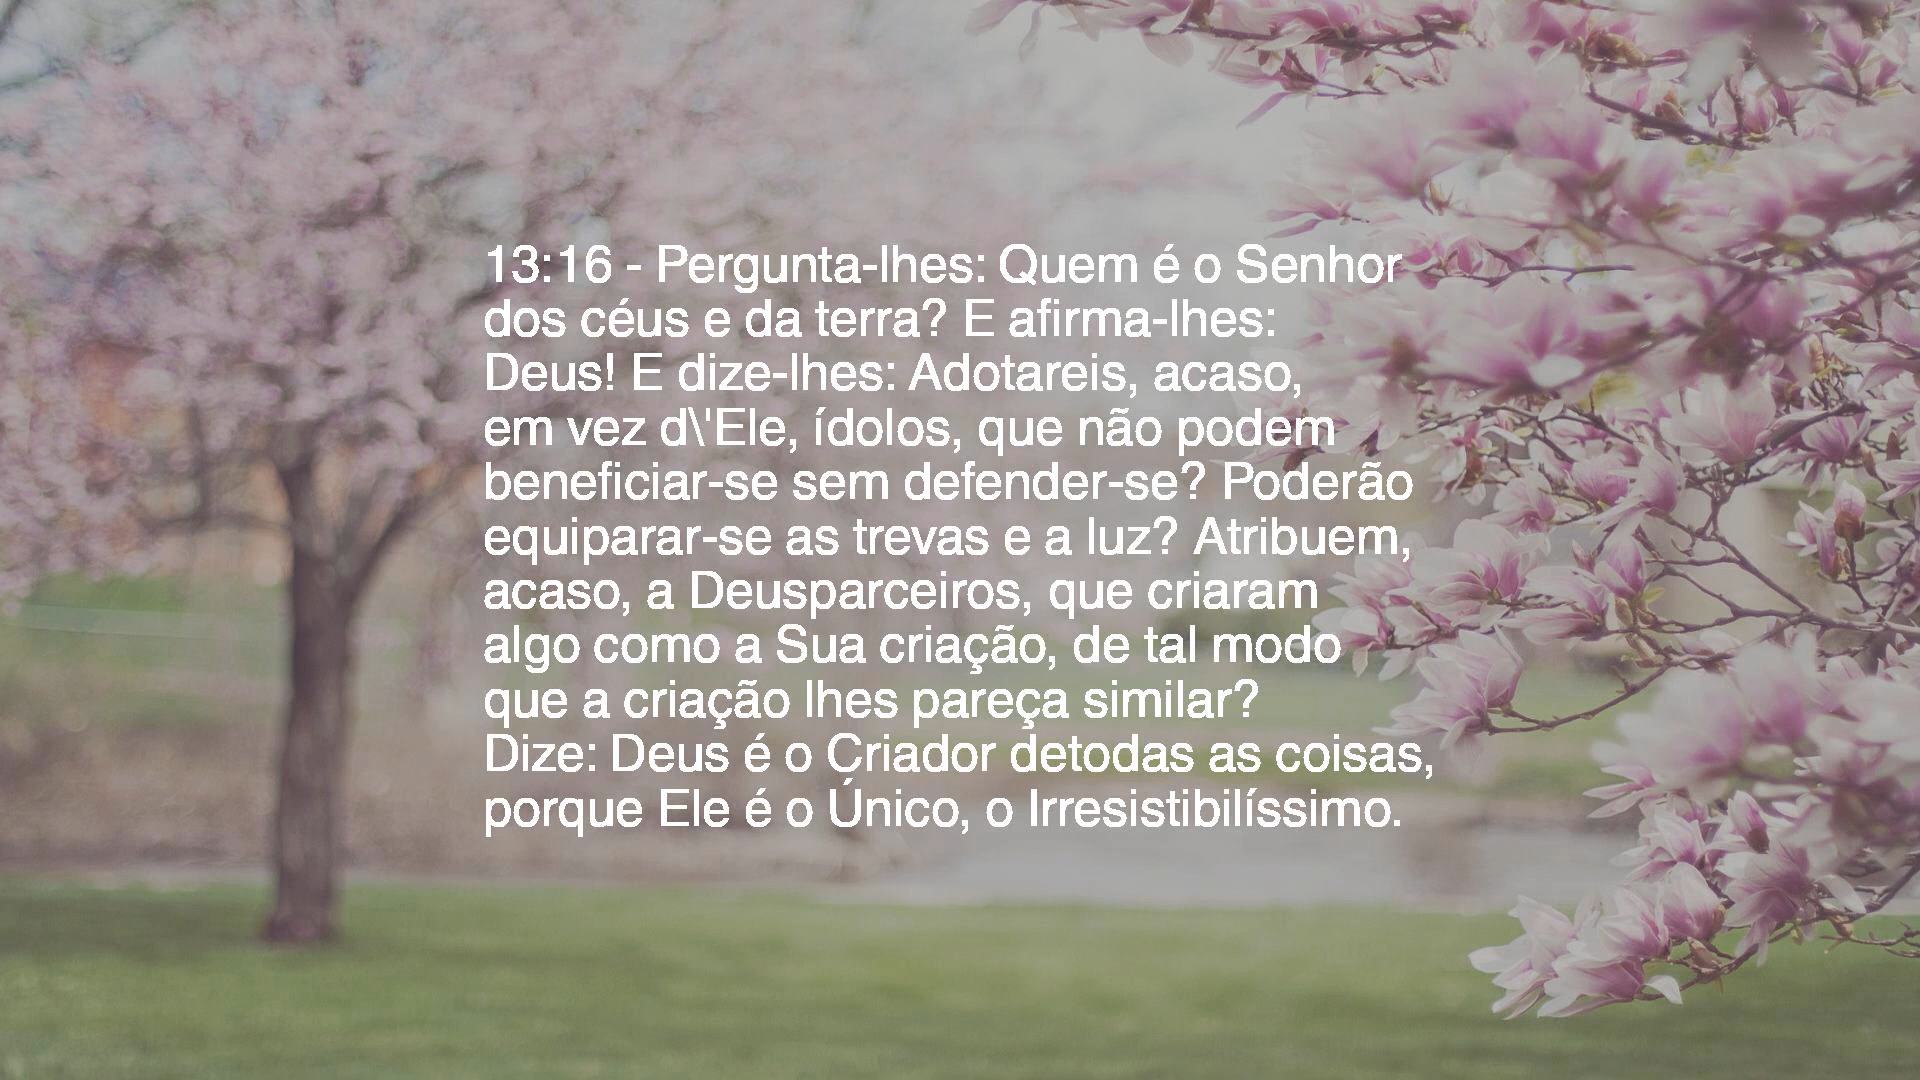 13:16 - Pergunta-lhes: Quem é o Senhor
dos céus e da terra? E afirma-lhes:
Deus! E dize-lhes: Adotareis, acaso,
em vez d\'Ele, ídolos, que não podem
beneficiar-se sem defender-se? Poderão
equiparar-se as trevas e a luz? Atribuem,
acaso, a Deusparceiros, que criaram
algo como a Sua criação, de tal modo
que a criação lhes pareça similar?
Dize: Deus é o Criador detodas as coisas,
porque Ele é o Único, o Irresistibilíssimo.